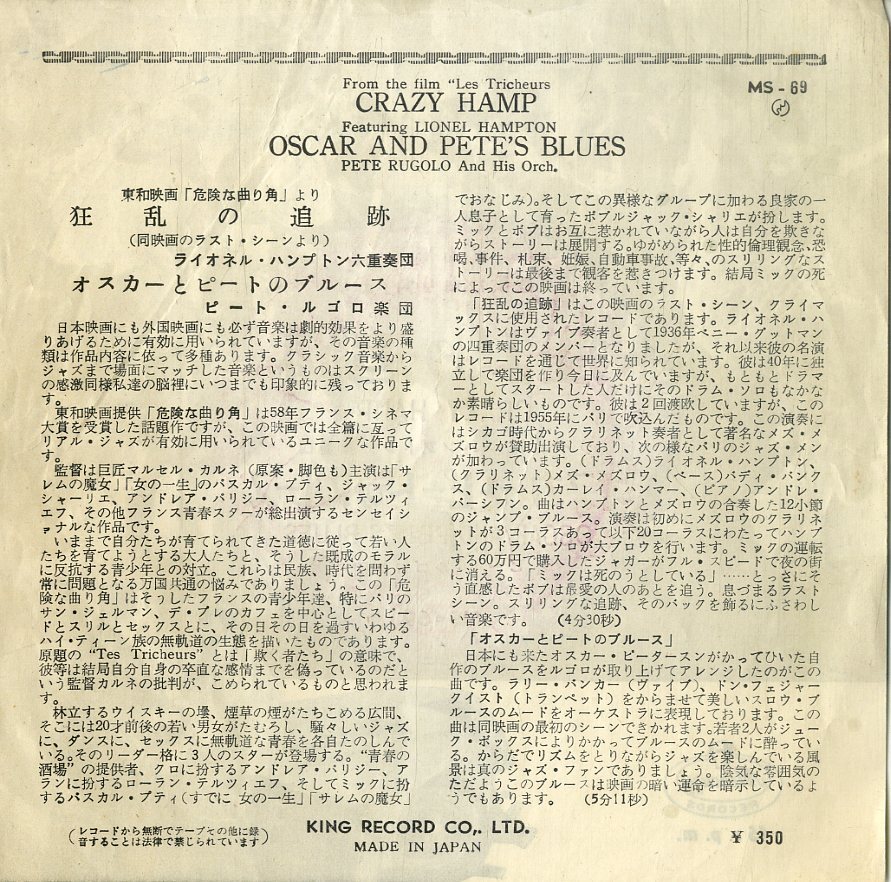 From the film "Les Tricheurs
CRAZY HAMP
Featuring LIONEL HAMPTON
OSCAR AND PETE'S BLUES
PETE RUGOLO And His Orch.
MS - 69
東和映画「危険な曲り角」より
狂乱の追跡
(同映画のラスト・シーンより)
ライオネル・ハンプトン六重奏団
オスカーとピートのブルース
ピート・ルゴロ楽団
日本映画にも外国映画にも必ず音楽は劇的効果をより盛
りあげるために有効に用いられていますが、その音楽の種
類は作品内容に依って多種あります。クラシック音楽から
ジャズまで場面にマッチした音楽というものはスクリーン
の感激同様私達の脳裡にいつまでも印象的に残っておりま
す。
東和映画提供「危険な曲り角」は58年フランス・シネマ
大賞を受賞した話題作ですが、この映画では全篇に亙って
リアル・ジャズが有効に用いられているユニークな作品で
す。
監督は巨匠マルセル・カルネ（原案・脚色も)主演は「サ
レムの魔女」「女の一生」のパスカル・プティ、ジャック・
シャーリエ、アンドレア・パリジー、ローラン・テルツィ
エフ、その他フランス青春スターが総出演するセンセイシ
ョナルな作品です。
いままで自分たちが育てられてきた道徳に従って若い人
たちを育てようとする大人たちと、そうした既成のモラル
に反抗する青少年との対立。これらは民族、時代を問わず
常に問題となる万国共通の悩みでありましょう。この「危
険な曲り角」はそうしたフランスの青少年達、特にパリの
サン・ジェルマン、デ・プレのカフェを中心としてスピー
ドとスリルとセックスとに、その日その日を過すいわゆる
ハイ・ティーン族の無軌道の生態を描いたものであります。
原題の “Tes Tricheurs” とは「欺く者たち」の意味で、
彼等は結局自分自身の卒直な感情までを偽っているのだと
いう監督カルネの批判が、こめられているものと思われま
す。
林立するウイスキーの壜、煙草の煙がたちこめる広間、
そこには20才前後の若い男女がたむろし、騒々しいジャズ
に、ダンスに、セックスに無軌道な青春を各自たのしんで
いる。そのリーダー格に3人のスターが登場する。“青春の
酒場”の提供者、クロに扮するアンドレア・パリジー、ア
ランに扮するローラン・テルツィエフ、そしてミックに扮
するパスカル・プティ(すでに 女の一生」「サレムの魔女」
でおなじみ)。そしてこの異様なグループに加わる良家の一
人息子として育ったボブルジャック・シャリエが扮します。
ミックとボブはお互に惹かれていながら人は自分を欺きな
がらストーリーは展開する。ゆがめられた性的倫理観念、恐
喝、事件、札束、妊娠、自動車事故、等々、のスリリングなス
トーリーは最後まで観客を惹きつけます。結局ミックの死
によってこの映画は終っています。
「狂乱の追跡」はこの映画のラスト・シーン、クライマ
ックスに使用されたレコードであります。ライオネル・ハ
ンプトンはヴァイブ奏者として1936年ベニー・グットマン
の四重奏団のメンバーとなりましたが、それ以来彼の名演
はレコードを通じて世界に知られています。彼は40年に独
立して楽団を作り今日に及んでいますが、もともとドラマ
ーとしてスタートした人だけにそのドラム・ソロもなかな
か素晴らしいものです。彼は２回渡欧していますが、この
レコードは1955年にパリで吹込んだものです。この演奏に
はシカゴ時代からクラリネット奏者として著名なメズ・メ
ズロウが賛助出演しており、次の様なパリのジャズ・メン
が加わっています。(ドラムス)ライオネル・ハンプトン、
(クラリネット)メズ・メズロウ、(ベース)バディ・バンク
ス、(ドラムス)カーレイ・ハンマー、(ピアノ)アンドレ・
パーシフン。曲はハンプトンとメズロウの合奏した12小節
のジャンプ・ブルース。演奏は初めにメズロウのクラリネ
ットが３コーラスあって以下20コーラスにわたってハンプ
トンのドラム・ソロが大ブロウを行います。ミックの運転
する60万円で購入したジャガーがフル・スピードで夜の街
に消える。「ミックは死のうとしている」……とっさにそ
う直感したボブは最愛の人のあとを追う。息づまるラスト
シーン。スリリングな追跡、そのバックを飾るにふさわし
い音楽です。　(4分30秒)
「オスカーとピートのブルース」
日本にも来たオスカー・ピータースンがかってひいた自
作のブルースをルゴロが取り上げてアレンジしたのがこの
曲です。ラリー・バンカー (ヴァイブ)、ドン・フェジャー
クイスト（トランペット）をからませて美しいスロウ・ブ
ルースのムードをオーケストラに表現しております。この
曲は同映画の最初のシーンできかれます。若者2人がジュー
ク・ボックスによりかかってブルースのムードに酔ってい
る。からだでリズムをとりながらジャズを楽しんでいる風
景は真のジャズ・ファンでありましょう。陰気な雰囲気の
ただようこのブルースは映画の暗い運命を暗示しているよ
うでもあります。　(5分11秒)
(レコードから無断でテープその他に録
音することは法律で禁じられています)
KING RECORD CO,. LTD.
MADE IN JAPAN
¥ 350